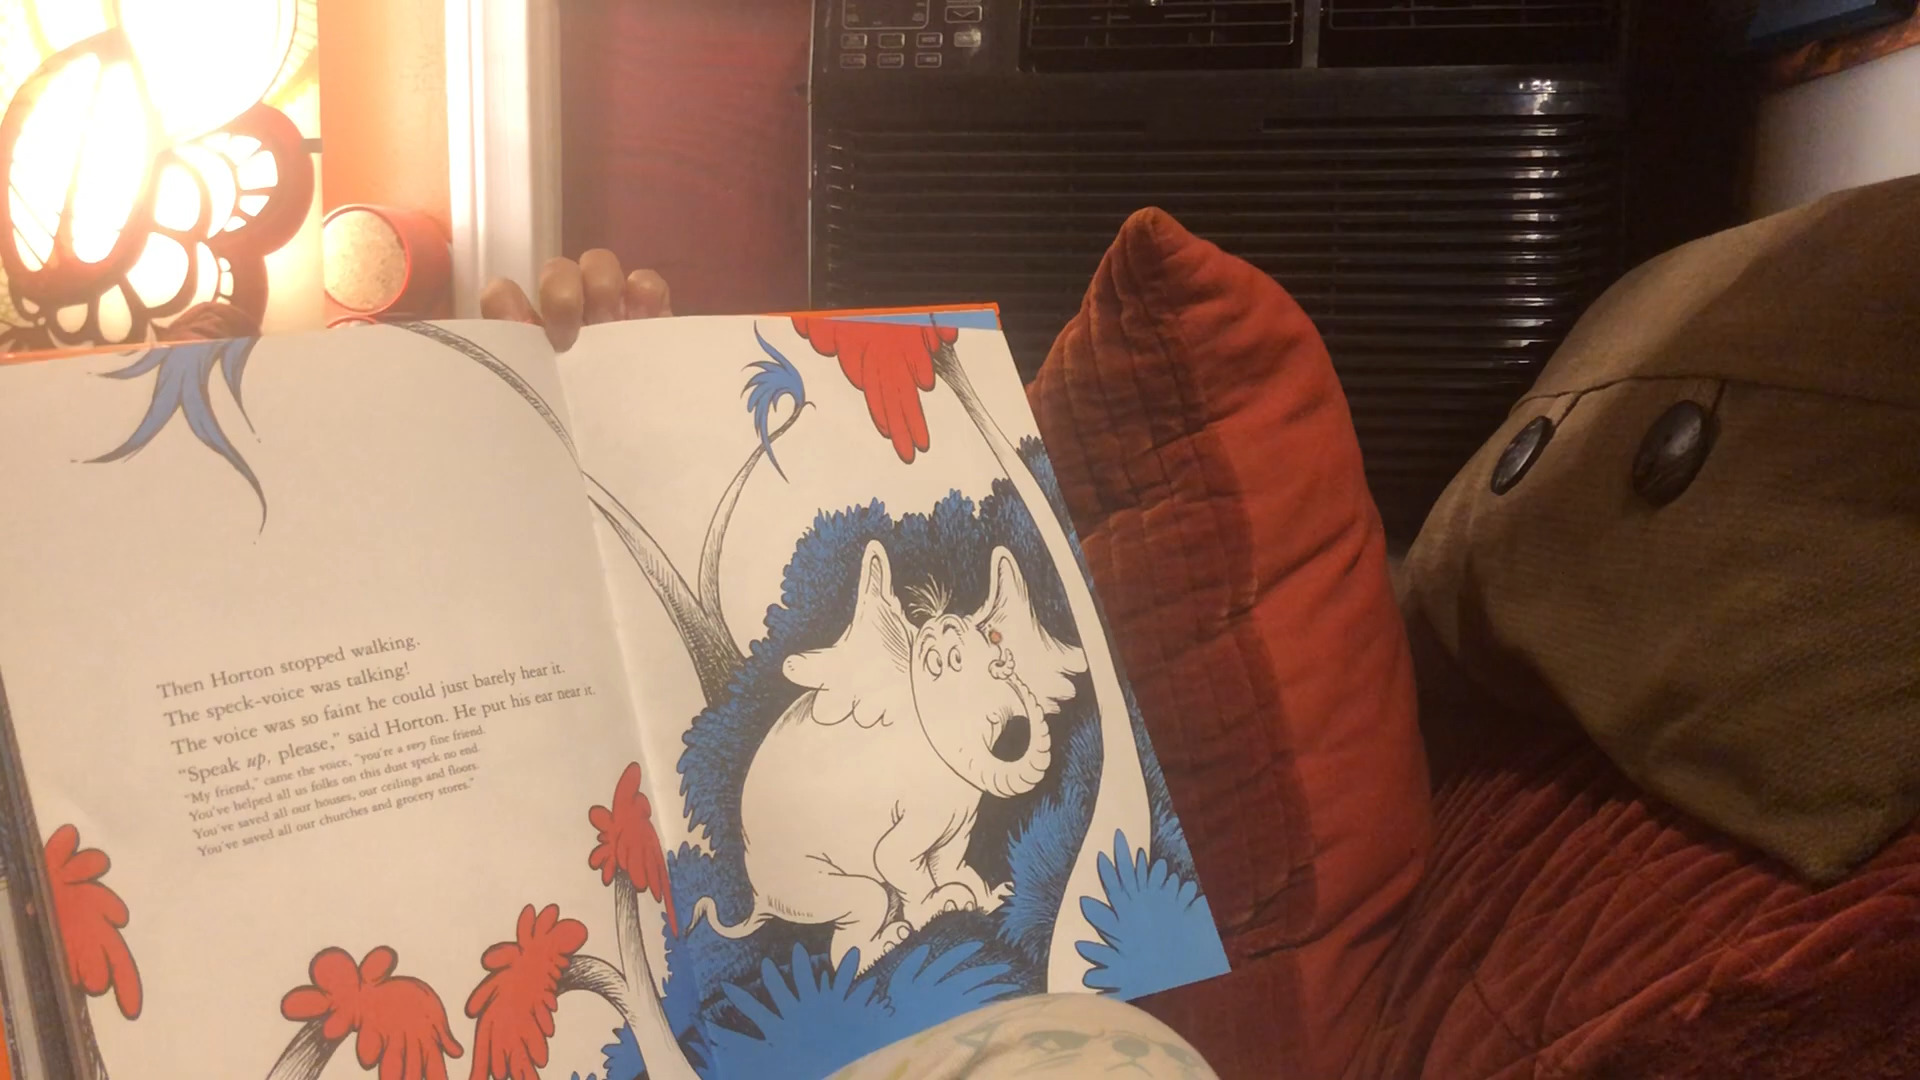 Then Horton stopped walking.
The speck-voice was talking!
The voice was so faint he could just barely hear it.
“Speak up, please,” said Horton. He put his ear near it.
“My friend,” came the voice, “you're a very fine friend.
You've helped all us folks on this dust speck no end.
You've saved all our houses, our ceilings and floors.
You've saved all our churches and grocery stores.”